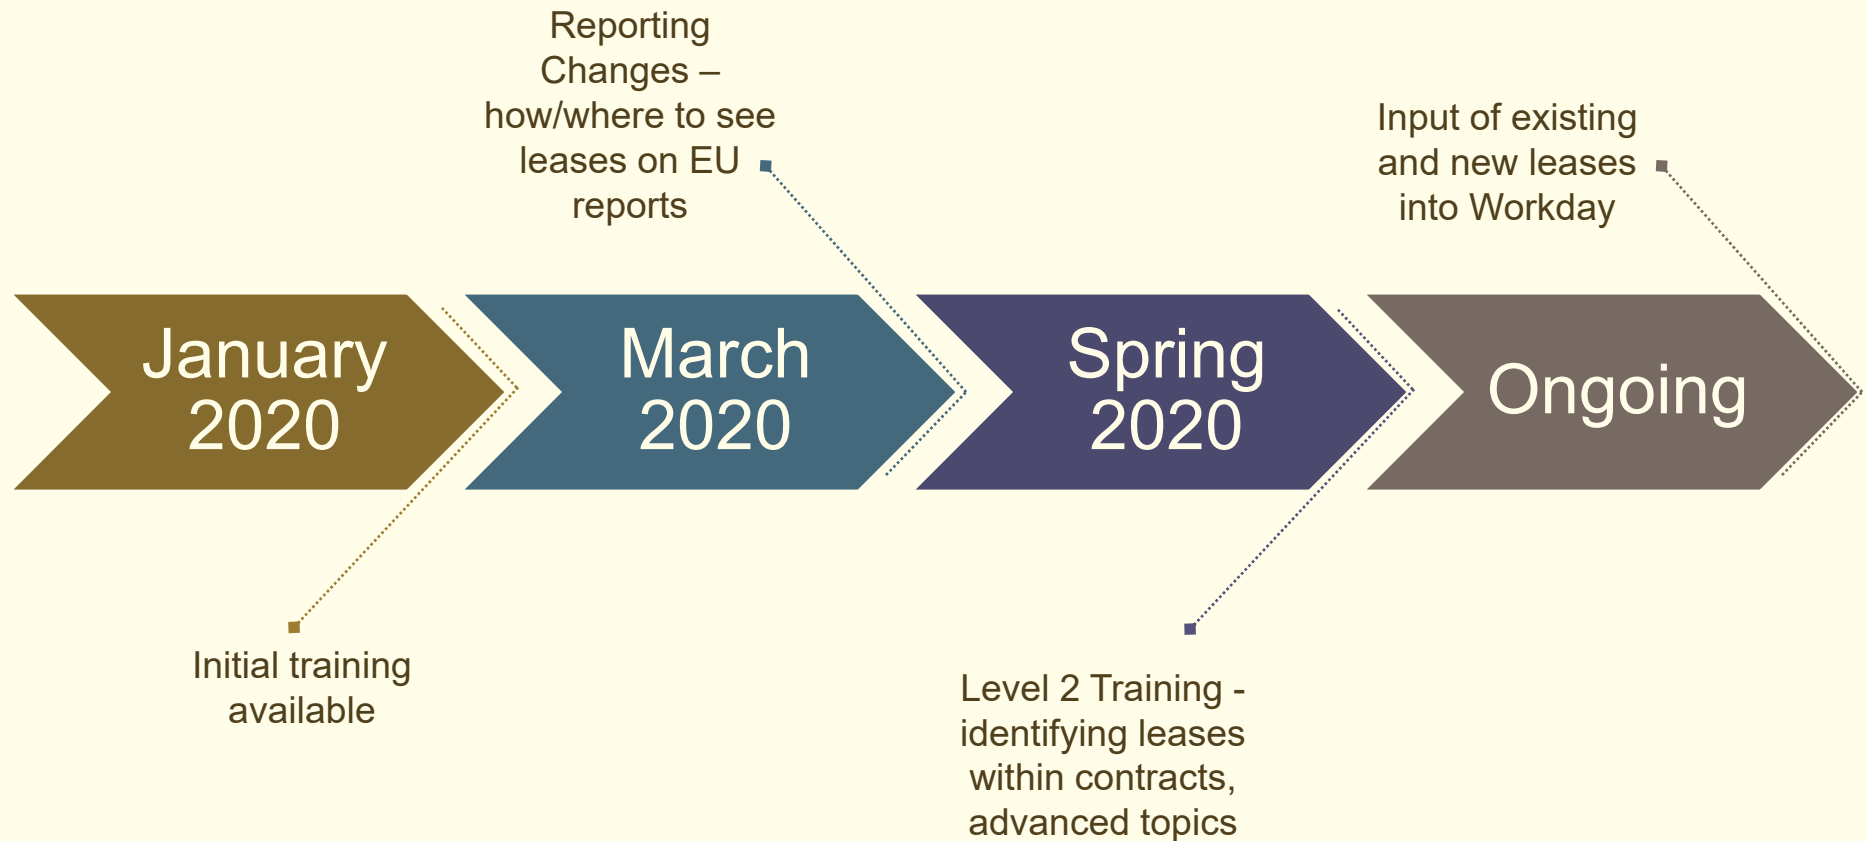 Reporting
Changes –
how/where to see
leases on EU
reports
Input of existing
and new leases
into Workday
January
2020
March
2020
Spring
2020
Ongoing
Initial training
available
Level 2 Training -
identifying leases
within contracts,
advanced topics